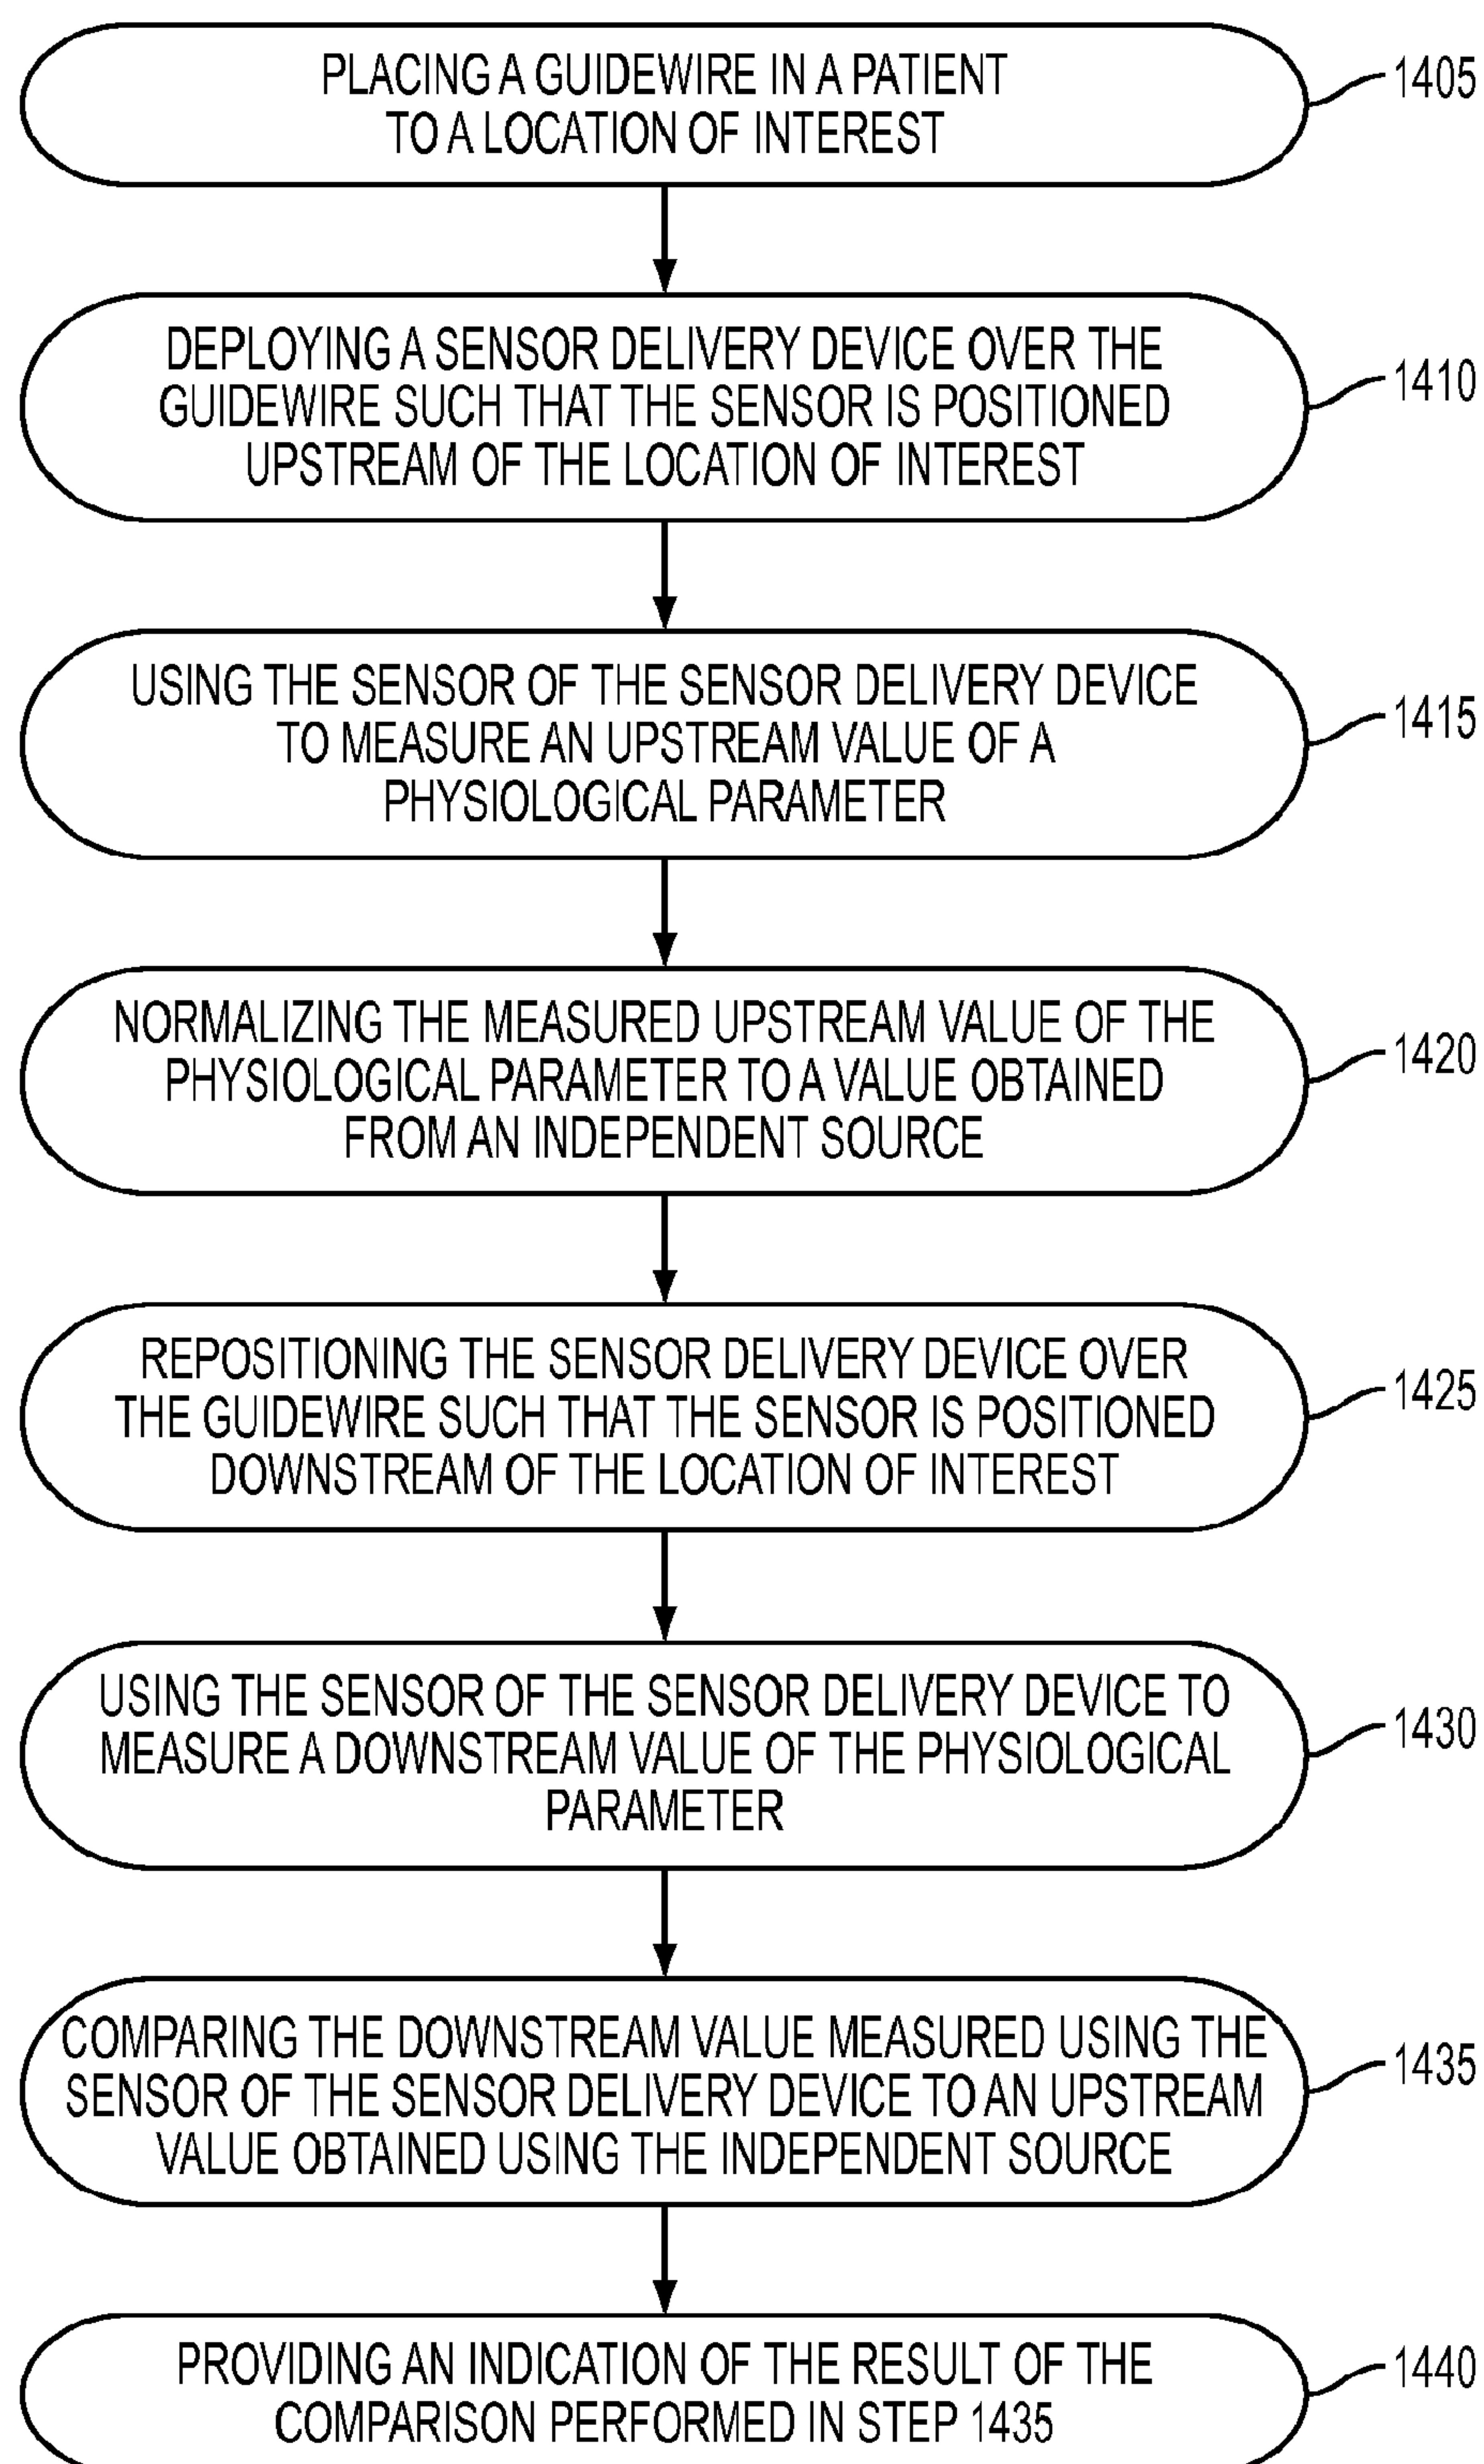 PLACING A GUIDEWIRE IN A PATIENT
TO A LOCATION OF INTEREST
1405
DEPLOYING A SENSOR DELIVERY DEVICE OVER THE
GUIDEWIRE SUCH THAT THE SENSOR IS POSITIONED
UPSTREAM OF THE LOCATION OF INTEREST
1410
USING THE SENSOR OF THE SENSOR DELIVERY DEVICE
TO MEASURE AN UPSTREAM VALUE OF A
PHYSIOLOGICAL PARAMETER
1415
NORMALIZING THE MEASURED UPSTREAM VALUE OF THE
PHYSIOLOGICAL PARAMETER TO A VALUE OBTAINED
FROM AN INDEPENDENT SOURCE
1420
REPOSITIONING THE SENSOR DELIVERY DEVICE OVER
THE GUIDEWIRE SUCH THAT THE SENSOR IS POSITIONED
DOWNSTREAM OF THE LOCATION OF INTEREST
1425
USING THE SENSOR OF THE SENSOR DELIVERY DEVICE TO
MEASURE A DOWNSTREAM VALUE OF THE PHYSIOLOGICAL
PARAMETER
1430
COMPARING THE DOWNSTREAM VALUE MEASURED USING THE
SENSOR OF THE SENSOR DELIVERY DEVICE TO AN UPSTREAM
VALUE OBTAINED USING THE INDEPENDENT SOURCE
1435
PROVIDING AN INDICATION OF THE RESULT OF THE
COMPARISON PERFORMED IN STEP 1435
1440